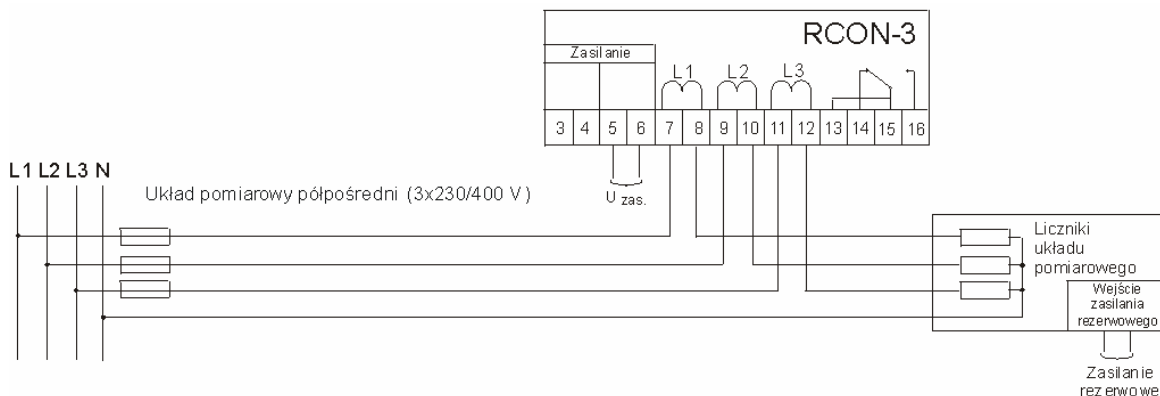 RCON-3
Zasilanie
L1 L2 L3
3 4 5 6 7 8 9 10 11 12 13 14 15 16
U zas.
L1 L2 L3 N
Układ pomiarowy półpośredni (3x230/400 V)
Liczniki
układu
pomiarowego
Wejście
zasilania
rezerwowego
Zasilanie
rezerwowe